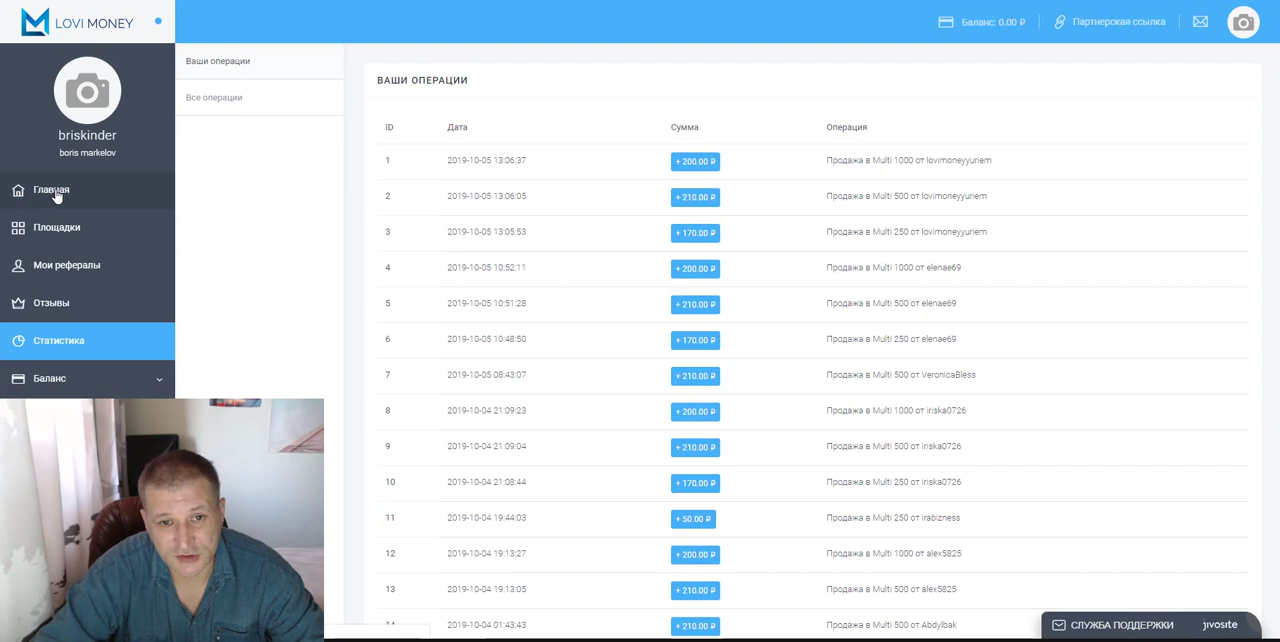 LOVI MONEY
Баланс: 0.00 ₽
Партнерская ссылка
briskinder
boris markelov
Главная
Площадки
Мои рефералы
Отзывы
Статистика
Баланс
Ваши операции
Все операции
ВАШИ ОПЕРАЦИИ
ID Дата Сумма Операция
1 2019-10-05 13:06:37 + 200.00 ₽ Продажа в Multi 1000 от lovimoneyyuriem
2 2019-10-05 13:06:05 + 210.00 ₽ Продажа в Multi 500 от lovimoneyyuriem
3 2019-10-05 13:05:53 + 170.00 ₽ Продажа в Multi 250 от lovimoneyyuriem
4 2019-10-05 10:52:11 + 200.00 ₽ Продажа в Multi 1000 от elenae69
5 2019-10-05 10:51:28 + 210.00 ₽ Продажа в Multi 500 от elenae69
6 2019-10-05 10:48:50 + 170.00 ₽ Продажа в Multi 250 от elenae69
7 2019-10-05 08:43:07 + 210.00 ₽ Продажа в Multi 500 от VeronicaBless
8 2019-10-04 21:09:23 + 200.00 ₽ Продажа в Multi 1000 от iriska0726
9 2019-10-04 21:09:04 + 210.00 ₽ Продажа в Multi 500 от iriska0726
10 2019-10-04 21:08:44 + 170.00 ₽ Продажа в Multi 250 от iriska0726
11 2019-10-04 19:44:03 + 50.00 ₽ Продажа в Multi 250 от irabizness
12 2019-10-04 19:13:27 + 200.00 ₽ Продажа в Multi 1000 от alex5825
13 2019-10-04 19:13:05 + 210.00 ₽ Продажа в Multi 500 от alex5825
14 2019-10-04 01:43:43 + 210.00 ₽ Продажа в Multi 500 от Abdylbak
СЛУЖБА ПОДДЕРЖКИ jivosite